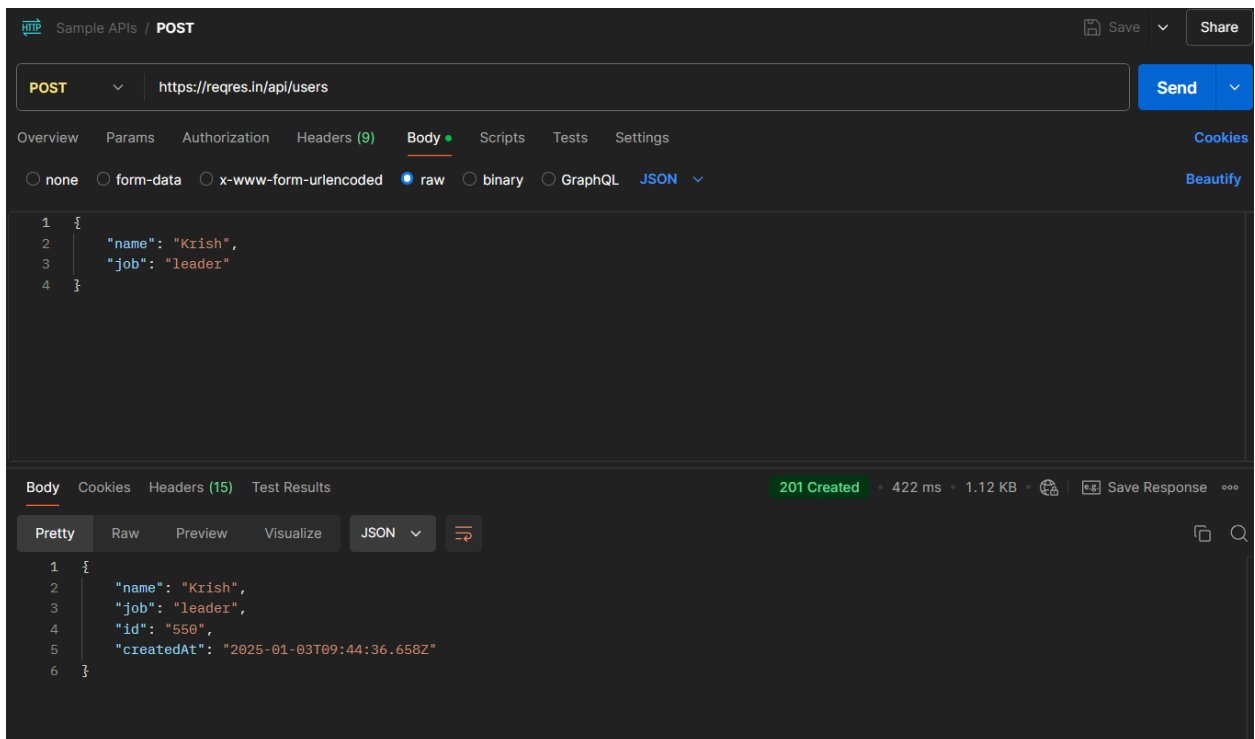 HTTP Sample APIs / POST Save Share
POST https://reqres.in/api/users Send
Overview Params Authorization Headers (9) Body Scripts Tests Settings Cookies
none form-data x-www-form-urlencoded raw binary GraphQL JSON Beautify
1 {
2 "name": "Krish",
3 "job": "leader"
4 }
Body Cookies Headers (15) Test Results 201 Created 422 ms 1.12 KB e.g. Save Response
Pretty Raw Preview Visualize JSON
1 {
2 "name": "Krish",
3 "job": "leader",
4 "id": "550",
5 "createdAt": "2025-01-03T09:44:36.658Z"
6 }